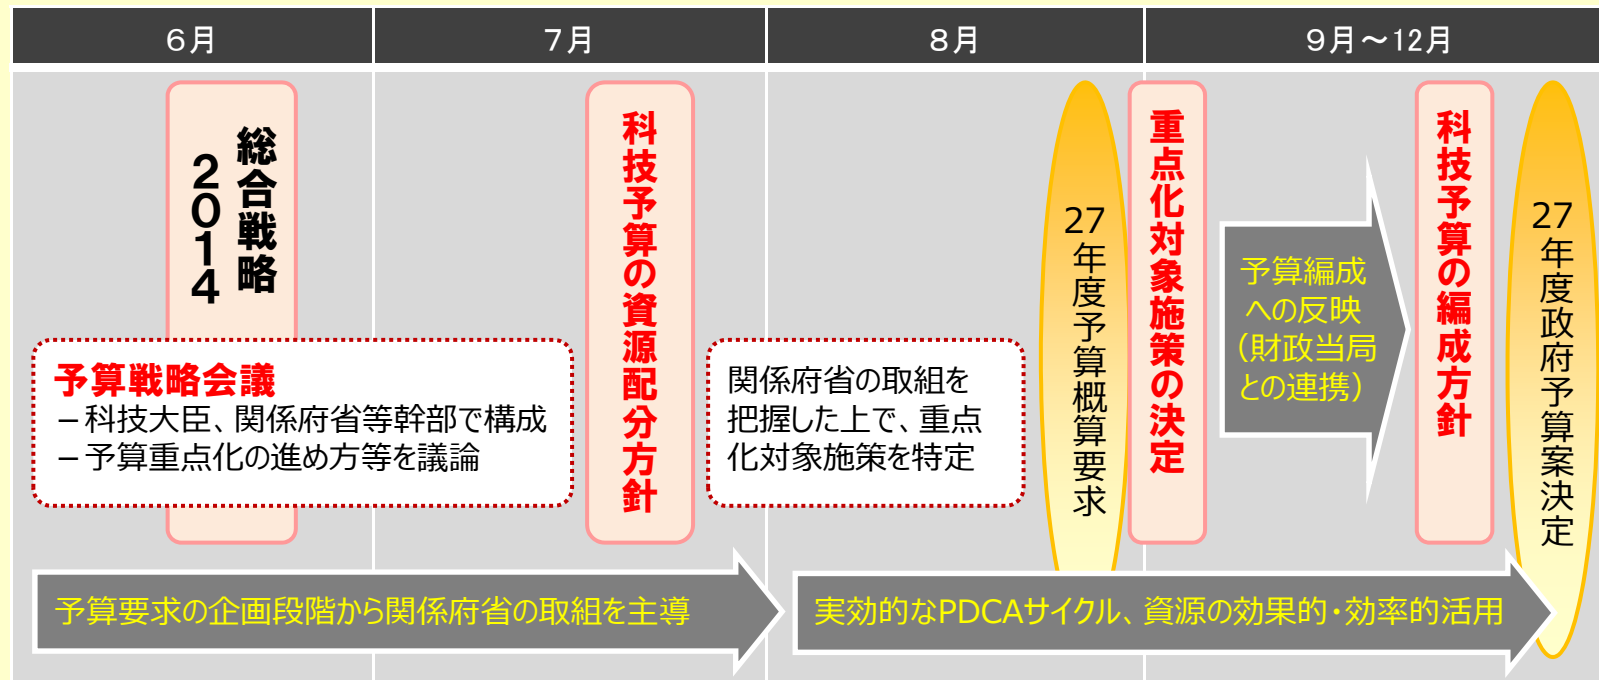 ６月
７月
８月
９月～12月
総合戦略
２０１４
科技予算の資源配分方針
27年度予算概算要求
重点化対象施策の決定
予算編成
への反映
（財政当局
との連携）
科技予算の編成方針
27年度政府予算案決定
予算戦略会議
－科技大臣、関係府省等幹部で構成
－予算重点化の進め方等を議論
関係府省の取組を
把握した上で、重点
化対象施策を特定
予算要求の企画段階から関係府省の取組を主導
実効的なPDCAサイクル、資源の効果的・効率的活用